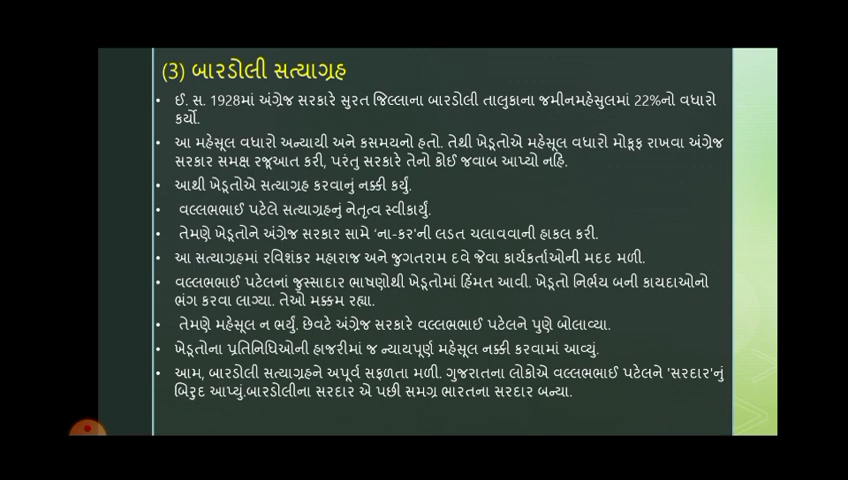 (3) બારડોલી સત્યાગ્રહ
• ઈ. સ. 1928માં અંગ્રેજ સરકારે સુરત જિલ્લાના બારડોલી તાલુકાના જમીનમહેસુલમાં 22%નો વધારો
કર્યો.
• આ મહેસૂલ વધારો અન્યાયી અને કસમયનો હતો. તેથી ખેડૂતોએ મહેસૂલ વધારો મોકૂફ રાખવા અંગ્રેજ
સરકાર સમક્ષ રજૂઆત કરી, પરંતુ સરકારે તેનો કોઈ જવાબ આપ્યો નહિ.
• આથી ખેડૂતોએ સત્યાગ્રહ કરવાનું નક્કી કર્યું.
• વલ્લભભાઈ પટેલે સત્યાગ્રહનું નેતૃત્વ સ્વીકાર્યું.
• તેમણે ખેડૂતોને અંગ્રેજ સરકાર સામે ‘ના-કર'ની લડત ચલાવવાની હાકલ કરી.
• આ સત્યાગ્રહમાં રવિશંકર મહારાજ અને જુગતરામ દવે જેવા કાર્યકર્તાઓની મદદ મળી.
• વલ્લભભાઈ પટેલનાં જુસ્સાદાર ભાષણોથી ખેડૂતોમાં હિંમત આવી. ખેડૂતો નિર્ભય બની કાયદાઓનો
ભંગ કરવા લાગ્યા. તેઓ મક્કમ રહ્યા.
• તેમણે મહેસૂલ ન ભર્યું. છેવટે અંગ્રેજ સરકારે વલ્લભભાઈ પટેલને પુણે બોલાવ્યા.
• ખેડૂતોના પ્રતિનિધિઓની હાજરીમાં જ ન્યાયપૂર્ણ મહેસૂલ નક્કી કરવામાં આવ્યું.
• આમ, બારડોલી સત્યાગ્રહને અપૂર્વ સફળતા મળી. ગુજરાતના લોકોએ વલ્લભભાઈ પટેલને 'સરદાર'નું
બિરુદ આપ્યું.બારડોલીના સરદાર એ પછી સમગ્ર ભારતના સરદાર બન્યા.